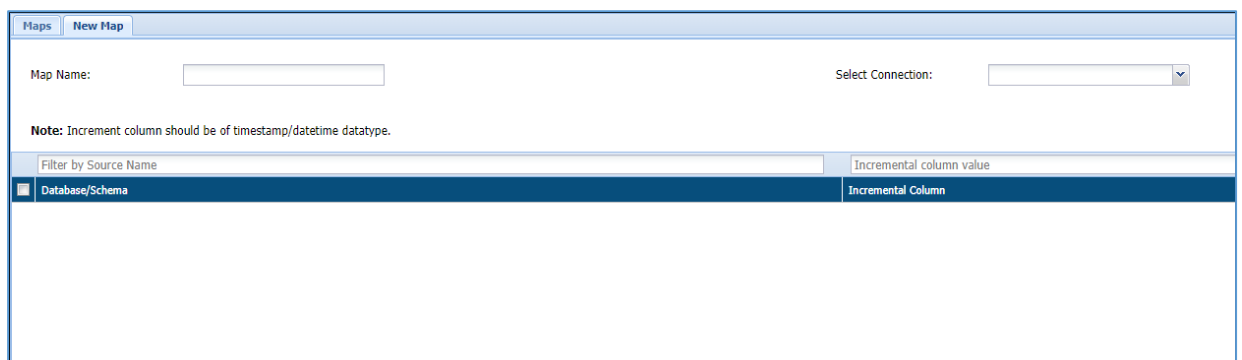 Maps New Map
Map Name: Select Connection:
Note: Increment column should be of timestamp/datetime datatype.
Filter by Source Name Incremental column value
Database/Schema Incremental Column